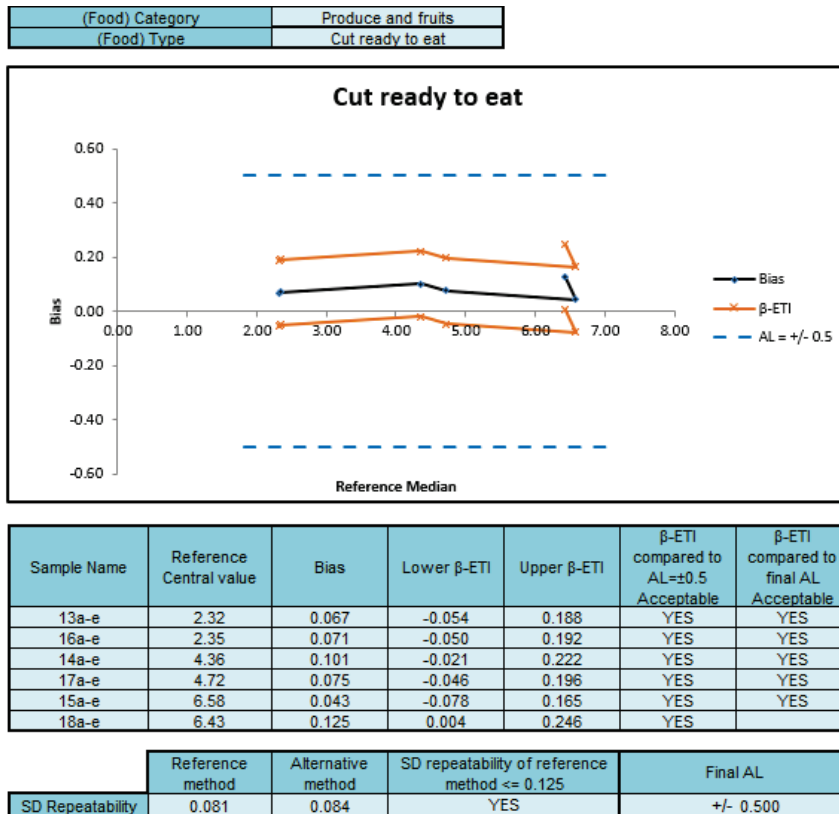 (Food) Category Produce and fruits
(Food) Type Cut ready to eat
Cut ready to eat
0.60
0.40
0.20
0.00
-0.20
-0.40
-0.60
0.00 1.00 2.00 3.00 4.00 5.00 6.00 7.00 8.00
Bias
Reference Median
Bias
β-ETI
AL = +/- 0.5
Sample Name Reference Central value Bias Lower β-ETI Upper β-ETI β-ETI compared to AL=±0.5 Acceptable β-ETI compared to final AL Acceptable
13a-e 2.32 0.067 -0.054 0.188 YES YES
16a-e 2.35 0.071 -0.050 0.192 YES YES
14a-e 4.36 0.101 -0.021 0.222 YES YES
17a-e 4.72 0.075 -0.046 0.196 YES YES
15a-e 6.58 0.043 -0.078 0.165 YES YES
18a-e 6.43 0.125 0.004 0.246 YES
Reference method Alternative method SD repeatability of reference method <= 0.125 Final AL
SD Repeatability 0.081 0.084 YES +/- 0.500